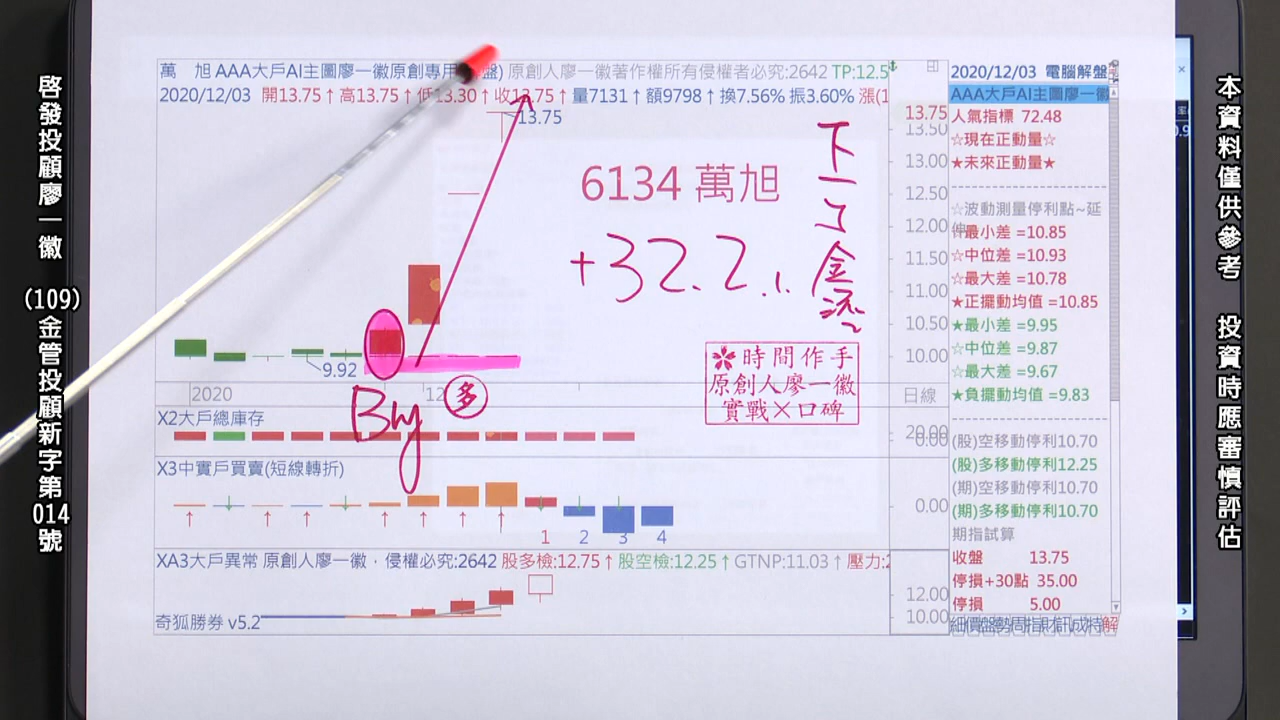 啓發投顧廖一徽 (109)金管投顧新字第014號
本資料僅供參考 投資時應審慎評估
萬 旭 AAA大戶AI主圖廖一徽原創專用 盤) 原創人廖一徽著作權所有侵權者必究:2642 TP:12.5
2020/12/03 開13.75↑高13.75↑低13.30↑收13.75↑量7131↑額9798↑換7.56% 振3.60% 漲(1
13.75
6134 萬旭
+32.2%
下一了金流
9.92
Buy
多
✽時間作手
原創人廖一徽
實戰×口碑
13.75
13.50
13.00
12.50
12.00
11.50
11.00
10.50
10.00
2020
12
日線
X2大戶總庫存
20.00
0.00
X3中實戶買賣(短線轉折)
0.00
1 2 3 4
XA3大戶異常 原創人廖一徽，侵權必究:2642 股多檢:12.75↑股空檢:12.25↑GTNP:11.03↑壓力:2
12.00
10.00
奇狐勝券 v5.2
2020/12/03 電腦解盤
AAA大戶AI主圖廖一徽
人氣指標 72.48
☆現在正動量☆
★未來正動量★
☆波動測量停利點~延
☆最小差 =10.85
☆中位差 =10.93
☆最大差 =10.78
★正擺動均值 =10.85
★最小差 =9.95
☆中位差 =9.87
☆最大差 =9.67
★負擺動均值 =9.83
(股)空移動停利10.70
(股)多移動停利12.25
(期)空移動停利10.70
(期)多移動停利10.70
期指試算
收盤 13.75
停損+30點 35.00
停損 5.00